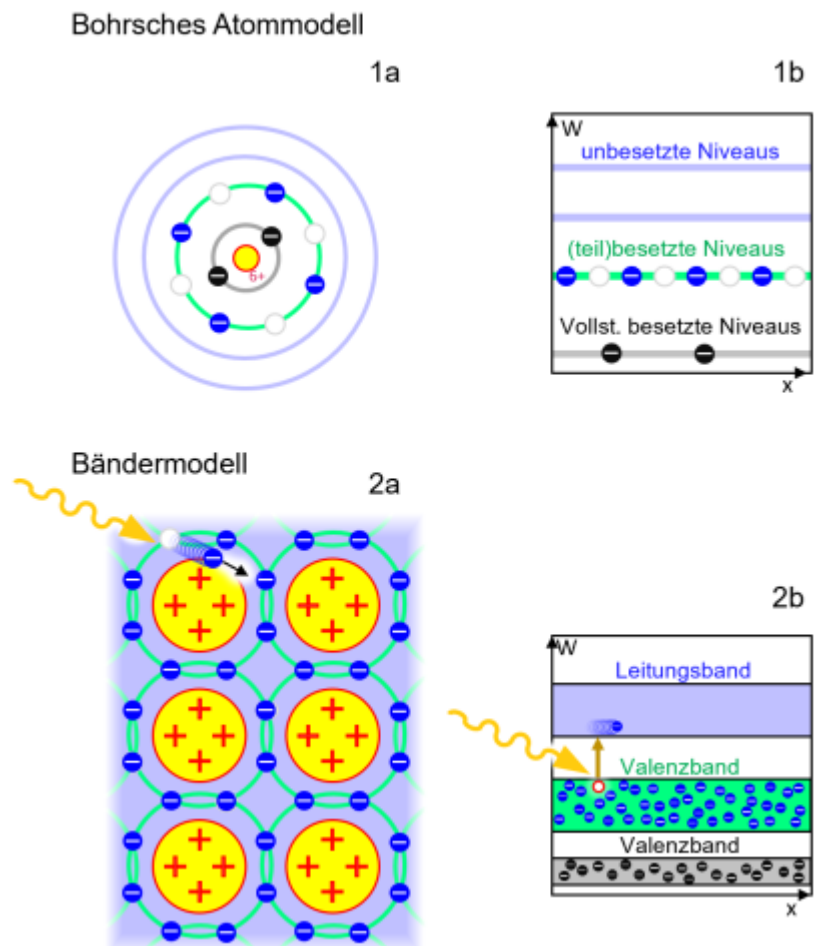 Bohrsches Atommodell
1a
6+
1b
W
unbesetzte Niveaus
(teil)besetzte Niveaus
Vollst. besetzte Niveaus
x
Bändermodell
2a
2b
W
Leitungsband
Valenzband
Valenzband
x